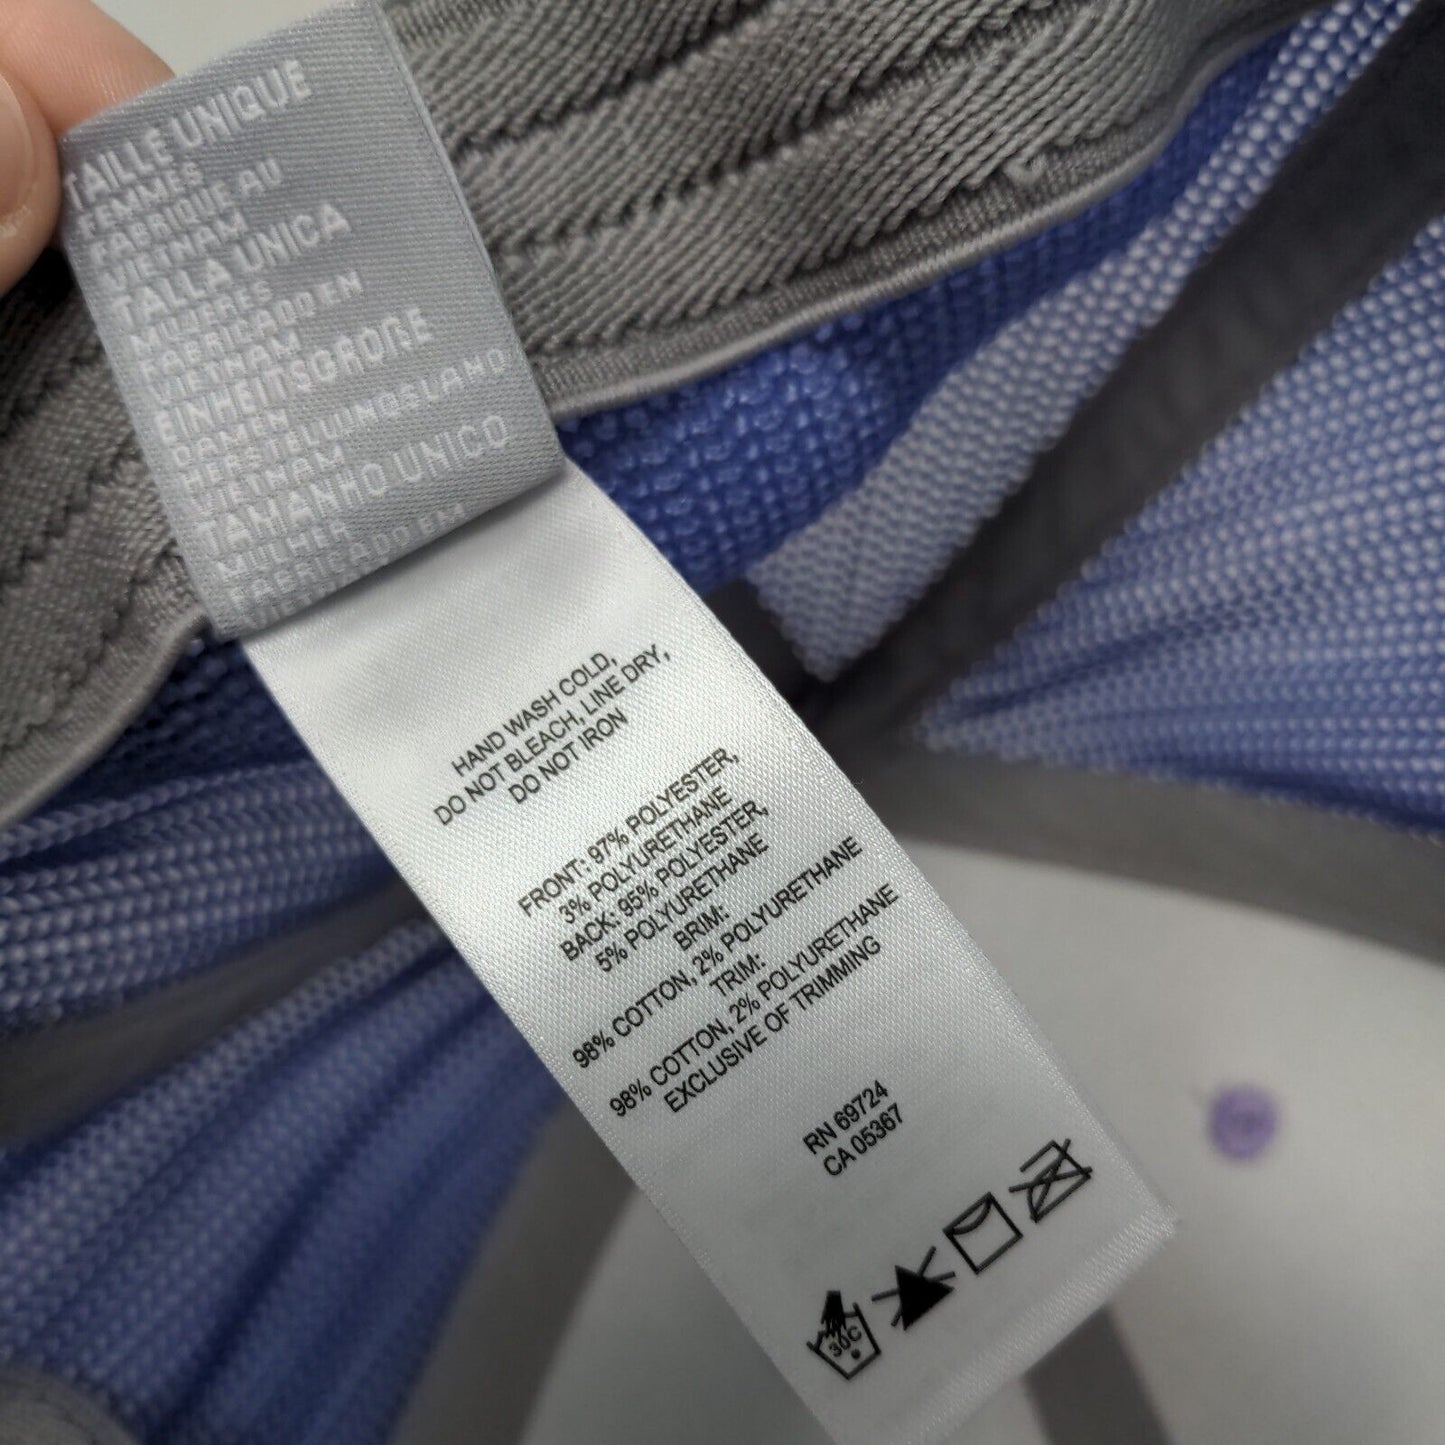 TAILLE UNIQUE
FEMMES
FABRIQUE AU
VIETNAM
TALLA UNICA
MUJERES
FABRICADO EN
VIETNAM
EINHEITSGRÖßE
DAMEN
HERSTELLUNGSLAND
VIETNAM
TAMANHO UNICO
MULHER
FABRICADO EM
HAND WASH COLD,
DO NOT BLEACH, LINE DRY,
DO NOT IRON
FRONT: 97% POLYESTER,
3% POLYURETHANE
BACK: 95% POLYESTER,
5% POLYURETHANE
BRIM:
98% COTTON, 2% POLYURETHANE
TRIM:
98% COTTON, 2% POLYURETHANE
EXCLUSIVE OF TRIMMING
RN 69724
CA 05367
30C